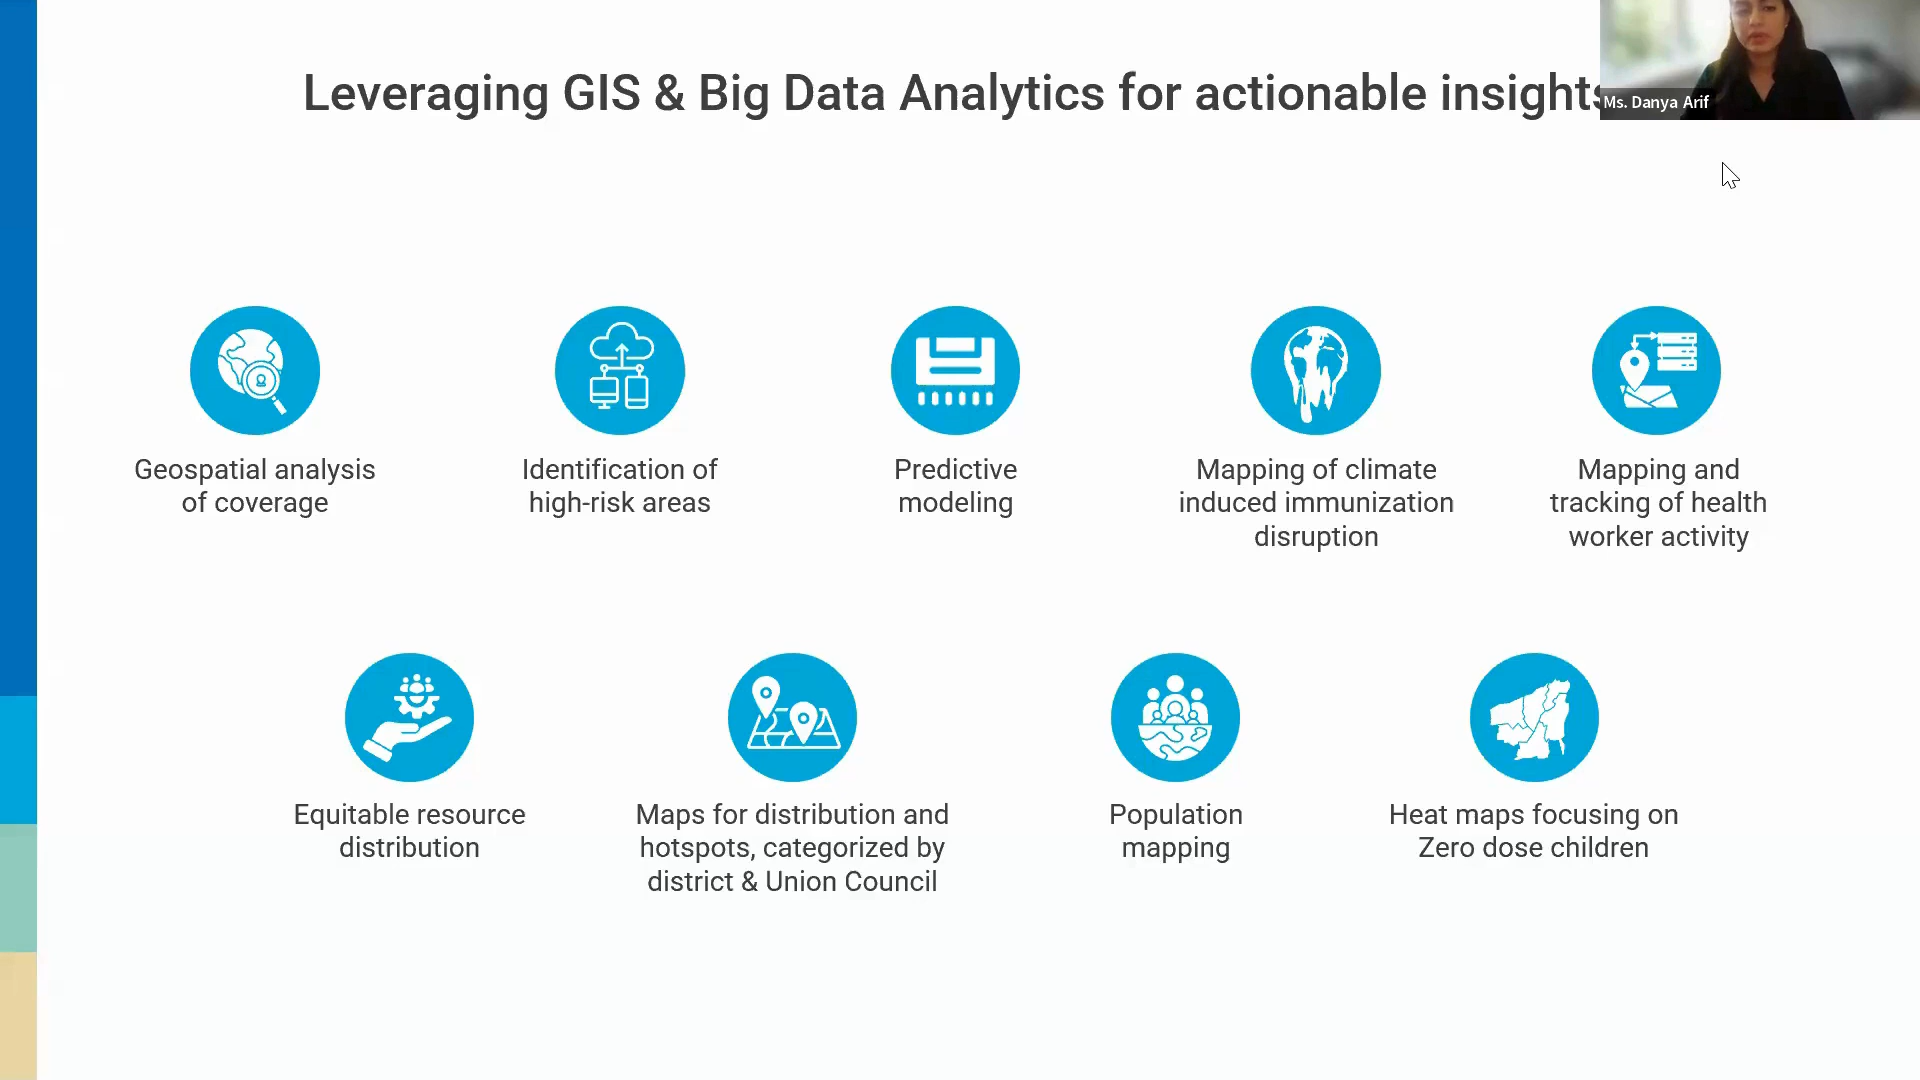 Leveraging GIS & Big Data Analytics for actionable insights
Ms. Danya Arif
Geospatial analysis
of coverage
Identification of
high-risk areas
Predictive
modeling
Mapping of climate
induced immunization
disruption
Mapping and
tracking of health
worker activity
Equitable resource
distribution
Maps for distribution and
hotspots, categorized by
district & Union Council
Population
mapping
Heat maps focusing on
Zero dose children